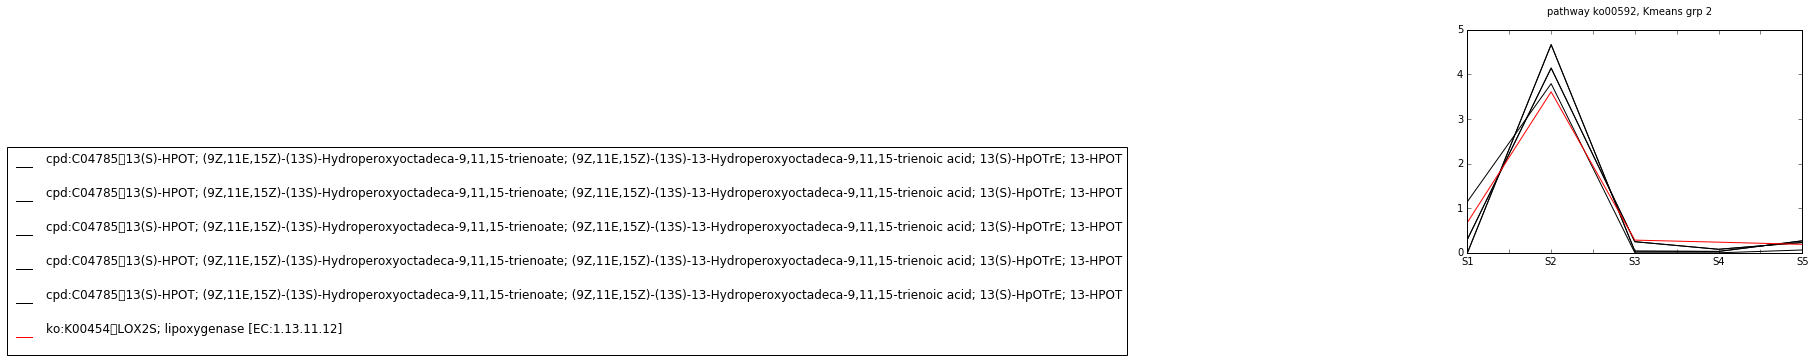 pathway ko00592, Kmeans grp 2
5
4
3
2
1
0
S1 S2 S3 S4 S5
cpd:C04785▯13(S)-HPOT; (9Z,11E,15Z)-(13S)-Hydroperoxyoctadeca-9,11,15-trienoate; (9Z,11E,15Z)-(13S)-13-Hydroperoxyoctadeca-9,11,15-trienoic acid; 13(S)-HpOTrE; 13-HPOT
cpd:C04785▯13(S)-HPOT; (9Z,11E,15Z)-(13S)-Hydroperoxyoctadeca-9,11,15-trienoate; (9Z,11E,15Z)-(13S)-13-Hydroperoxyoctadeca-9,11,15-trienoic acid; 13(S)-HpOTrE; 13-HPOT
cpd:C04785▯13(S)-HPOT; (9Z,11E,15Z)-(13S)-Hydroperoxyoctadeca-9,11,15-trienoate; (9Z,11E,15Z)-(13S)-13-Hydroperoxyoctadeca-9,11,15-trienoic acid; 13(S)-HpOTrE; 13-HPOT
cpd:C04785▯13(S)-HPOT; (9Z,11E,15Z)-(13S)-Hydroperoxyoctadeca-9,11,15-trienoate; (9Z,11E,15Z)-(13S)-13-Hydroperoxyoctadeca-9,11,15-trienoic acid; 13(S)-HpOTrE; 13-HPOT
cpd:C04785▯13(S)-HPOT; (9Z,11E,15Z)-(13S)-Hydroperoxyoctadeca-9,11,15-trienoate; (9Z,11E,15Z)-(13S)-13-Hydroperoxyoctadeca-9,11,15-trienoic acid; 13(S)-HpOTrE; 13-HPOT
ko:K00454▯LOX2S; lipoxygenase [EC:1.13.11.12]